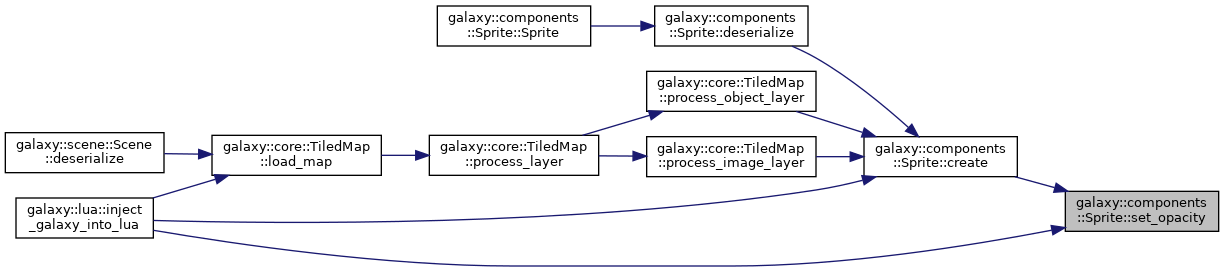 galaxy::components
::Sprite::Sprite
galaxy::components
::Sprite::deserialize
galaxy::core::TiledMap
::process_object_layer
galaxy::scene::Scene
::deserialize
galaxy::core::TiledMap
::load_map
galaxy::core::TiledMap
::process_layer
galaxy::core::TiledMap
::process_image_layer
galaxy::components
::Sprite::create
galaxy::lua::inject
_galaxy_into_lua
galaxy::components
::Sprite::set_opacity